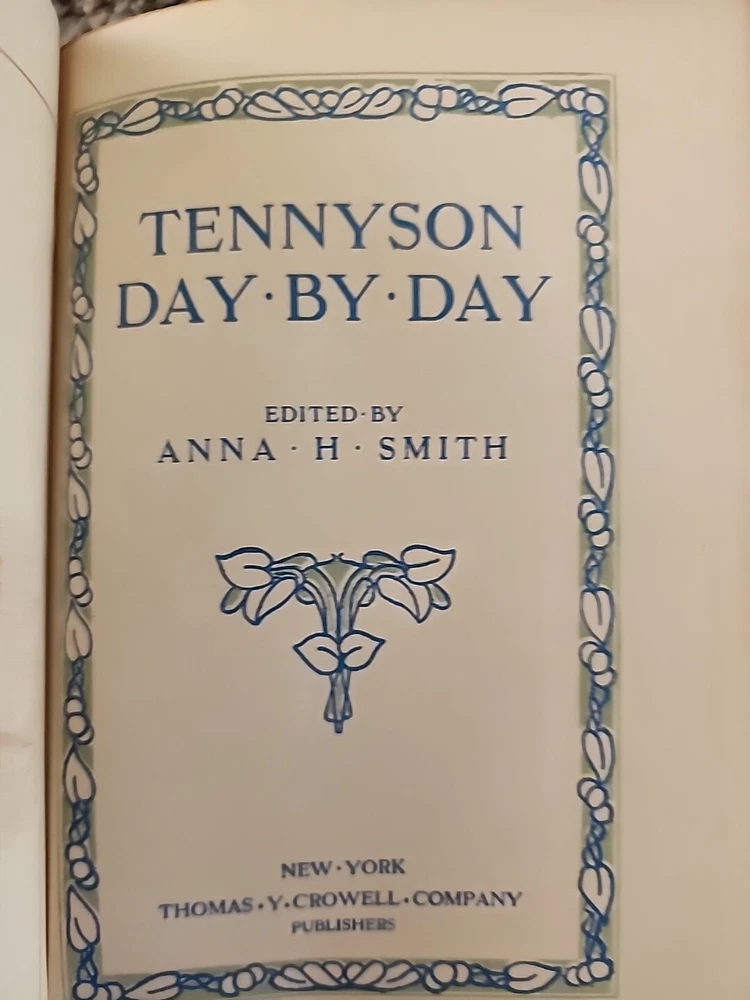 TENNYSON
DAY·BY·DAY
EDITED·BY
ANNA · H · SMITH
NEW·YORK
THOMAS·Y·CROWELL·COMPANY
PUBLISHERS